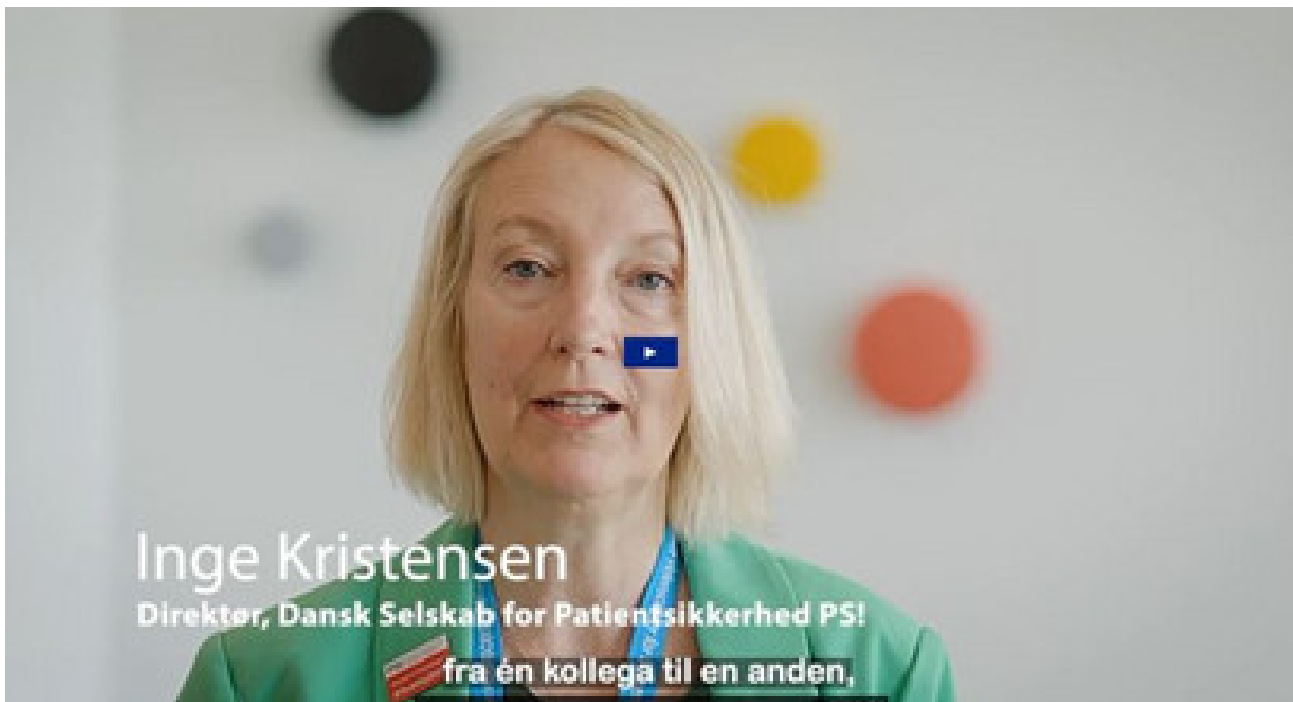 Inge Kristensen
Direktør, Dansk Selskab for Patientsikkerhed PS!
fra én kollega til en anden,